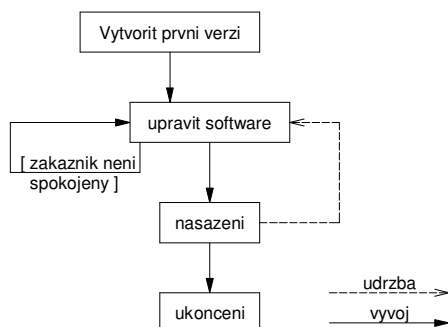 Vytvorit prvni verzi
upravit software
[ zakaznik neni
spokojeny ]
nasazeni
udrzba
ukonceni
vyvoj